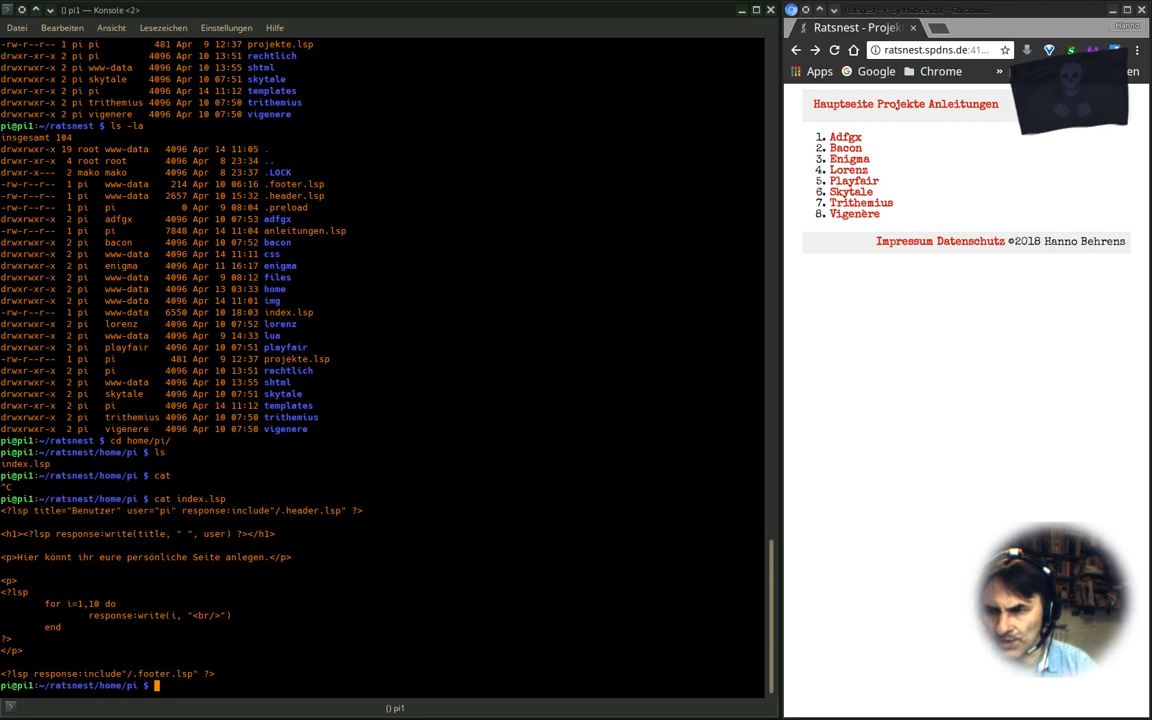 () pi1 — Konsole <2>
Datei Bearbeiten Ansicht Lesezeichen Einstellungen Hilfe
-rw-r--r-- 1 pi pi 481 Apr 9 12:37 projekte.lsp
drwxrwxr-x 2 pi pi 4096 Apr 10 13:51 rechtlich
drwxrwxr-x 2 pi www-data 4096 Apr 10 13:55 shtml
drwxrwxr-x 2 pi skytale 4096 Apr 10 07:51 skytale
drwxr-xr-x 2 pi pi 4096 Apr 14 11:12 templates
drwxrwxr-x 2 pi trithemius 4096 Apr 10 07:50 trithemius
drwxrwxr-x 2 pi vigenere 4096 Apr 10 07:50 vigenere
pi@pi1:~/ratsnest $ ls -la
insgesamt 104
drwxrwxr-x 19 root www-data 4096 Apr 14 11:05 .
drwxr-xr-x 4 root root 4096 Apr 8 23:34 ..
drwxr-x--- 2 mako mako 4096 Apr 8 23:37 .LOCK
-rw-r--r-- 1 pi www-data 214 Apr 10 06:16 .footer.lsp
-rw-r--r-- 1 pi www-data 2657 Apr 10 15:32 .header.lsp
-rw-r--r-- 1 pi pi 0 Apr 9 08:04 .preload
drwxrwxr-x 2 pi adfgx 4096 Apr 10 07:53 adfgx
-rw-r--r-- 1 pi pi 7848 Apr 14 11:04 anleitungen.lsp
drwxrwxr-x 2 pi bacon 4096 Apr 10 07:52 bacon
drwxrwxr-x 2 pi www-data 4096 Apr 14 11:11 css
drwxrwxr-x 2 pi enigma 4096 Apr 11 16:17 enigma
drwxrwxr-x 2 pi www-data 4096 Apr 9 08:12 files
drwxrwxr-x 4 pi www-data 4096 Apr 13 03:33 home
drwxrwxr-x 2 pi www-data 4096 Apr 14 11:01 img
-rw-r--r-- 1 pi www-data 6550 Apr 10 18:03 index.lsp
drwxrwxr-x 2 pi lorenz 4096 Apr 10 07:52 lorenz
drwxrwxr-x 2 pi www-data 4096 Apr 9 14:33 lua
drwxrwxr-x 2 pi playfair 4096 Apr 10 07:51 playfair
-rw-r--r-- 1 pi pi 481 Apr 9 12:37 projekte.lsp
drwxrwxr-x 2 pi pi 4096 Apr 10 13:51 rechtlich
drwxrwxr-x 2 pi www-data 4096 Apr 10 13:55 shtml
drwxrwxr-x 2 pi skytale 4096 Apr 10 07:51 skytale
drwxr-xr-x 2 pi pi 4096 Apr 14 11:12 templates
drwxrwxr-x 2 pi trithemius 4096 Apr 10 07:50 trithemius
drwxrwxr-x 2 pi vigenere 4096 Apr 10 07:50 vigenere
pi@pi1:~/ratsnest $ cd home/pi/
pi@pi1:~/ratsnest/home/pi $ ls
index.lsp
pi@pi1:~/ratsnest/home/pi $ cat
^C
pi@pi1:~/ratsnest/home/pi $ cat index.lsp
<?lsp title="Benutzer" user="pi" response:include"/.header.lsp" ?>
<h1><?lsp response:write(title, " ", user) ?></h1>
<p>Hier könnt ihr eure persönliche Seite anlegen.</p>
<p>
<?lsp
for i=1,10 do
response:write(i, "<br/>")
end
?>
</p>
<?lsp response:include"/.footer.lsp" ?>
pi@pi1:~/ratsnest/home/pi $
() pi1
Ratsnest - Projek
Hanno
ratsnest.spdns.de:41...
Apps Google Chrome » en
Hauptseite Projekte Anleitungen
1. Adfgx
2. Bacon
3. Enigma
4. Lorenz
5. Playfair
6. Skytale
7. Trithemius
8. Vigenère
Impressum Datenschutz ©2018 Hanno Behrens